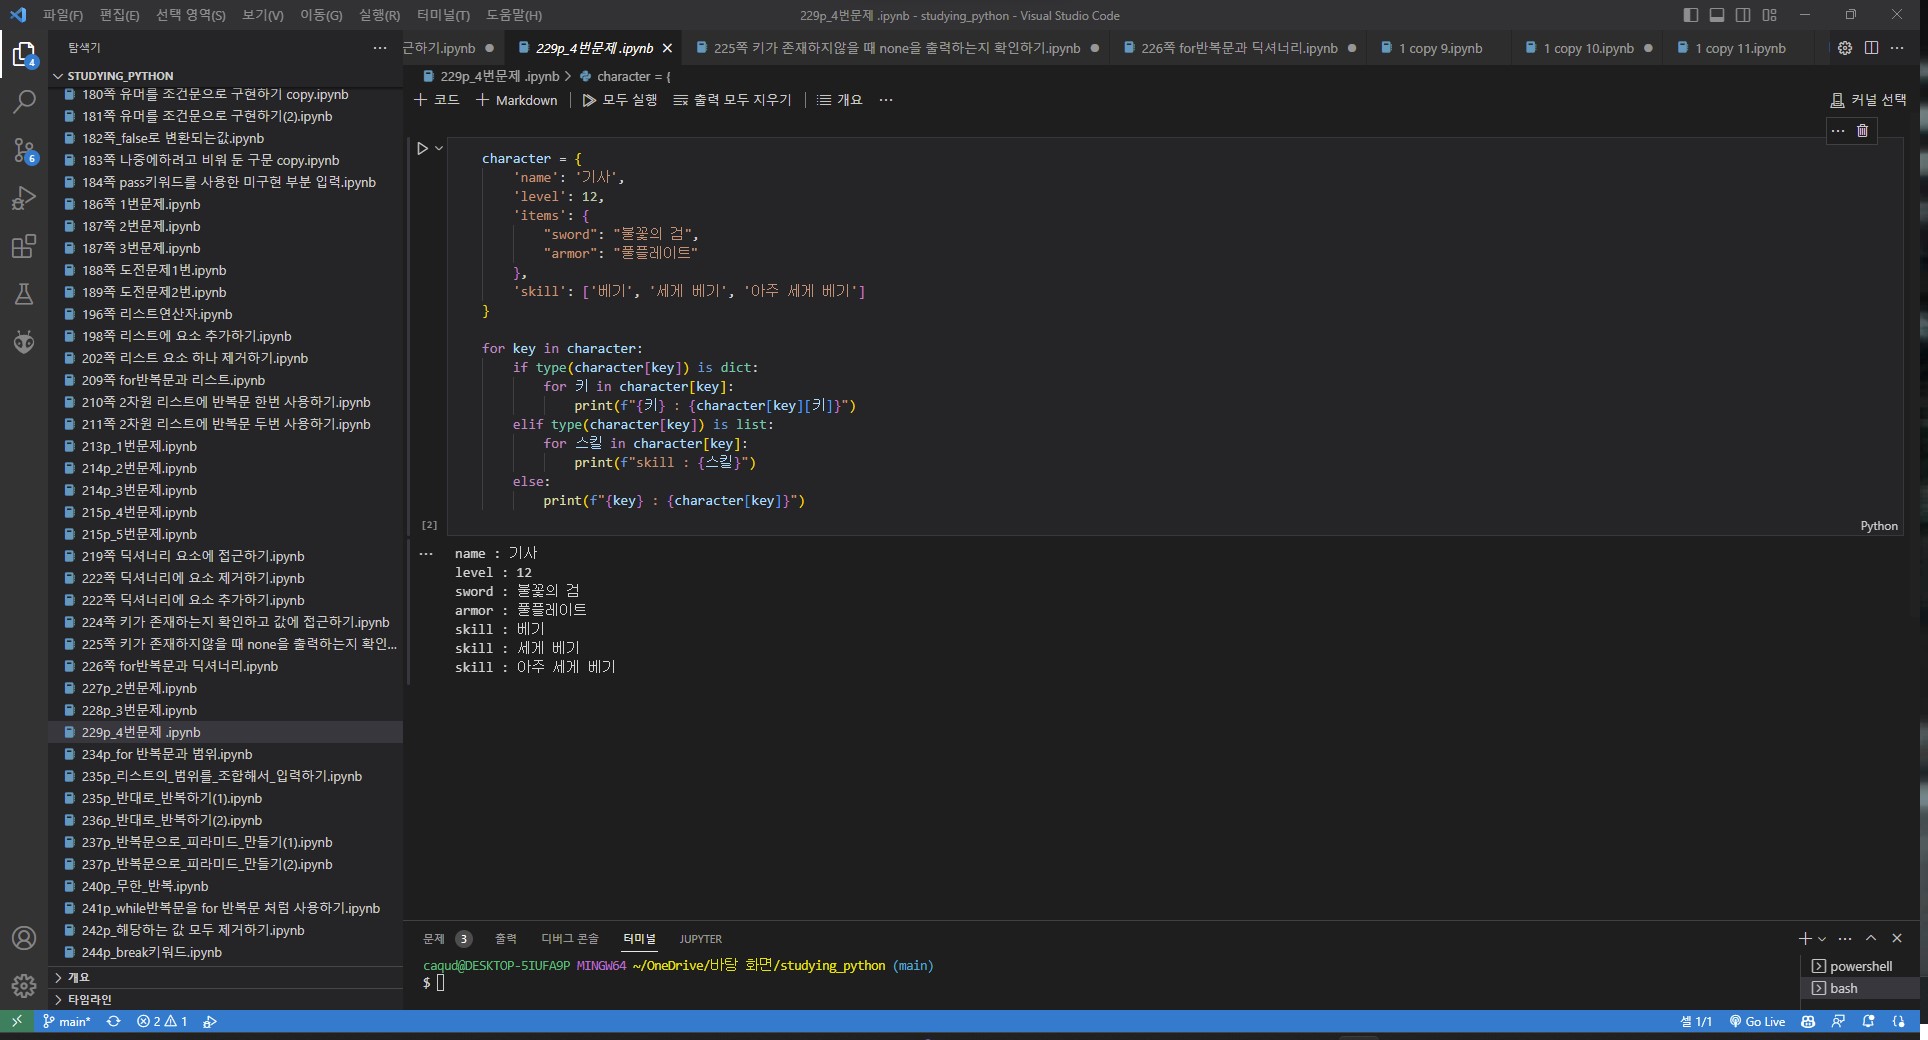 파일(F) 편집(E) 선택 영역(S) 보기(V) 이동(G) 실행(R) 터미널(T) 도움말(H)
229p_4번문제 .ipynb - studying_python - Visual Studio Code
탐색기
근하기.ipynb
229p_4번문제 .ipynb
225쪽 키가 존재하지않을 때 none을 출력하는지 확인하기.ipynb
226쪽 for반복문과 딕셔너리.ipynb
1 copy 9.ipynb
1 copy 10.ipynb
1 copy 11.ipynb
4
6
STUDYING_PYTHON
180쪽 유머를 조건문으로 구현하기 copy.ipynb
181쪽 유머를 조건문으로 구현하기(2).ipynb
182쪽_false로 변환되는값.ipynb
183쪽 나중에하려고 비워 둔 구문 copy.ipynb
184쪽 pass키워드를 사용한 미구현 부분 입력.ipynb
186쪽 1번문제.ipynb
187쪽 2번문제.ipynb
187쪽 3번문제.ipynb
188쪽 도전문제1번.ipynb
189쪽 도전문제2번.ipynb
196쪽 리스트연산자.ipynb
198쪽 리스트에 요소 추가하기.ipynb
202쪽 리스트 요소 하나 제거하기.ipynb
209쪽 for반복문과 리스트.ipynb
210쪽 2차원 리스트에 반복문 한번 사용하기.ipynb
211쪽 2차원 리스트에 반복문 두번 사용하기.ipynb
213p_1번문제.ipynb
214p_2번문제.ipynb
214p_3번문제.ipynb
215p_4번문제.ipynb
215p_5번문제.ipynb
219쪽 딕셔너리 요소에 접근하기.ipynb
222쪽 딕셔너리에 요소 제거하기.ipynb
222쪽 딕셔너리에 요소 추가하기.ipynb
224쪽 키가 존재하는지 확인하고 값에 접근하기.ipynb
225쪽 키가 존재하지않을 때 none을 출력하는지 확인...
226쪽 for반복문과 딕셔너리.ipynb
227p_2번문제.ipynb
228p_3번문제.ipynb
229p_4번문제 .ipynb
234p_for 반복문과 범위.ipynb
235p_리스트의_범위를_조합해서_입력하기.ipynb
235p_반대로_반복하기(1).ipynb
236p_반대로_반복하기(2).ipynb
237p_반복문으로_피라미드_만들기(1).ipynb
237p_반복문으로_피라미드_만들기(2).ipynb
240p_무한_반복.ipynb
241p_while반복문을 for 반복문 처럼 사용하기.ipynb
242p_해당하는 값 모두 제거하기.ipynb
244p_break키워드.ipynb
개요
타임라인
229p_4번문제 .ipynb > character = {
+ 코드 + Markdown 모두 실행 출력 모두 지우기 개요 ...
커널 선택
character = {
'name': '기사',
'level': 12,
'items': {
"sword": "불꽃의 검",
"armor": "풀플레이트"
},
'skill': ['베기', '세게 베기', '아주 세게 베기']
}
for key in character:
if type(character[key]) is dict:
for 키 in character[key]:
print(f"{키} : {character[key][키]}")
elif type(character[key]) is list:
for 스킬 in character[key]:
print(f"skill : {스킬}")
else:
print(f"{key} : {character[key]}")
[2]
Python
name : 기사
level : 12
sword : 불꽃의 검
armor : 풀플레이트
skill : 베기
skill : 세게 베기
skill : 아주 세게 베기
문제 3 출력 디버그 콘솔 터미널 JUPYTER
caqud@DESKTOP-5IUFA9P MINGW64 ~/OneDrive/바탕 화면/studying_python (main)
$
powershell
bash
main* 2 1
셀 1/1 Go Live